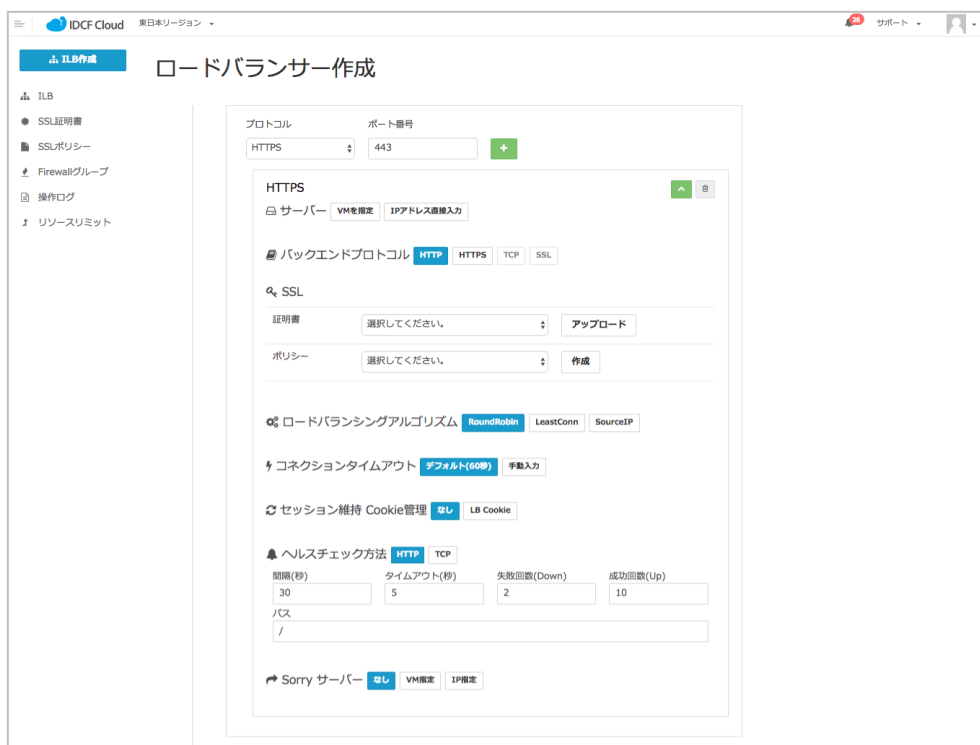 IDCF Cloud 東日本リージョン 26 サポート
ILB作成
ロードバランサー作成
ILB
SSL証明書
SSLポリシー
Firewallグループ
操作ログ
リソースリミット
プロトコル ポート番号
HTTPS 443 +
HTTPS
サーバー VMを指定 IPアドレス直接入力
バックエンドプロトコル HTTP HTTPS TCP SSL
SSL
証明書 選択してください。 アップロード
ポリシー 選択してください。 作成
ロードバランシングアルゴリズム RoundRobin LeastConn SourceIP
コネクションタイムアウト デフォルト(60秒) 手動入力
セッション維持 Cookie管理 なし LB Cookie
ヘルスチェック方法 HTTP TCP
間隔(秒) タイムアウト(秒) 失敗回数(Down) 成功回数(Up)
30 5 2 10
パス
/
Sorry サーバー なし VM指定 IP指定